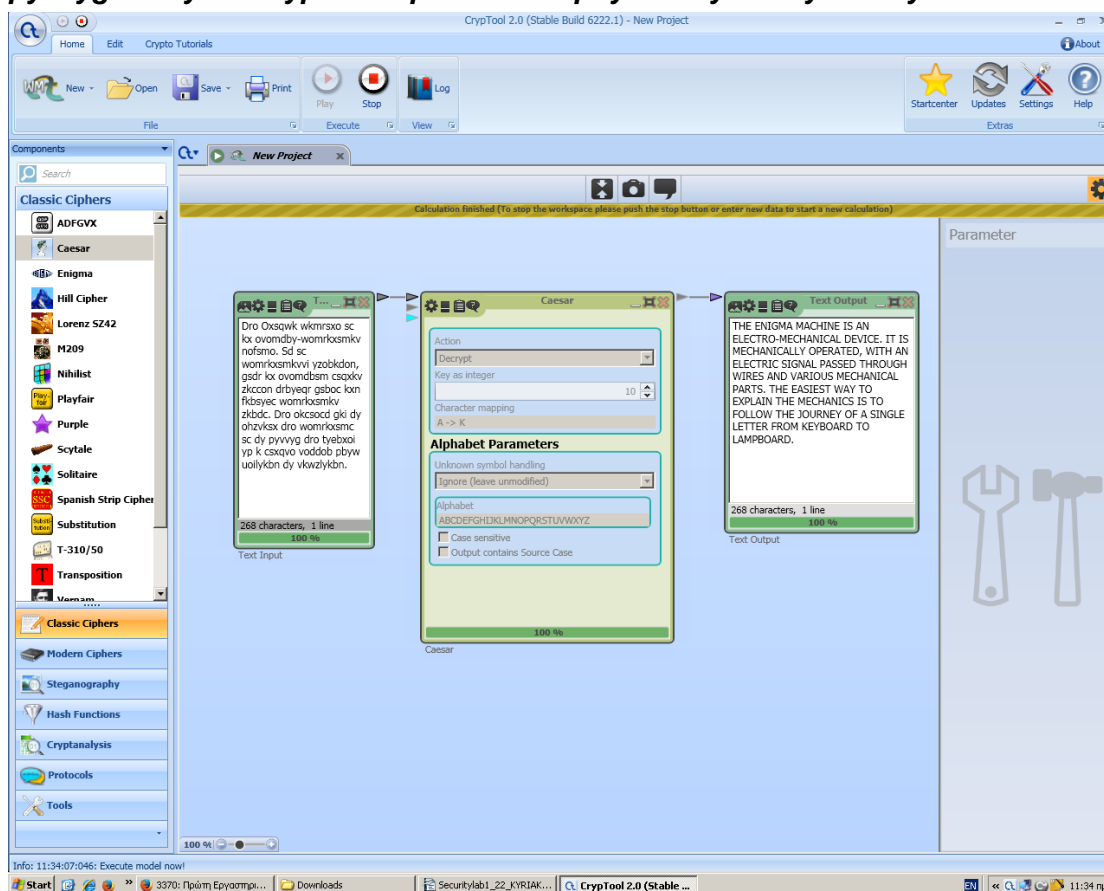 CrypTool 2.0 (Stable Build 6222.1) - New Project
Home Edit Crypto Tutorials
About
New Open Save Print Play Stop Log Startcenter Updates Settings Help
File Execute View Extras
Components
New Project x
Search
Classic Ciphers
Calculation finished (To stop the workspace please push the stop button or enter new data to start a new calculation)
Parameter
ADFGVX
Caesar
Enigma
Hill Cipher
Lorenz SZ42
M209
Nihilist
Playfair
Purple
Scytale
Solitaire
Spanish Strip Cipher
Substitution
T-310/50
Transposition
Vernam
Classic Ciphers
Modern Ciphers
Steganography
Hash Functions
Cryptanalysis
Protocols
Tools
T...
Dro Oxsqwk wkmrsxo sc
kx ovomdby-womrkxsmkv
nofsmo. Sd sc
womrkxsmkvvi yzobkdon,
gsdr kx ovomdbsm csqxkv
zkccon drbyeqr gsboc kxn
fkbsyec womrkxsmkv
zkbdc. Dro okcsocd gki dy
ohzvksx dro womrkxsmc
sc dy pyvvyg dro tyebxoi
yp k csxqvo voddob pbyw
uoilykbn dy vkwzlykbn.
268 characters, 1 line
100 %
Text Input
Caesar
Action
Decrypt
Key as integer
10
Character mapping
A -> K
Alphabet Parameters
Unknown symbol handling
Ignore (leave unmodified)
Alphabet
ABCDEFGHIJKLMNOPQRSTUVWXYZ
Case sensitive
Output contains Source Case
100 %
Caesar
Text Output
THE ENIGMA MACHINE IS AN
ELECTRO-MECHANICAL DEVICE. IT IS
MECHANICALLY OPERATED, WITH AN
ELECTRIC SIGNAL PASSED THROUGH
WIRES AND VARIOUS MECHANICAL
PARTS. THE EASIEST WAY TO
EXPLAIN THE MECHANICS IS TO
FOLLOW THE JOURNEY OF A SINGLE
LETTER FROM KEYBOARD TO
LAMPBOARD.
268 characters, 1 line
100 %
Text Output
100 %
Info: 11:34:07:046: Execute model now!
Start 3370: Πρώτη Εργαστηρι... Downloads Securitylab1_22_KYRIAK... CrypTool 2.0 (Stable ... EN 11:34 πμ